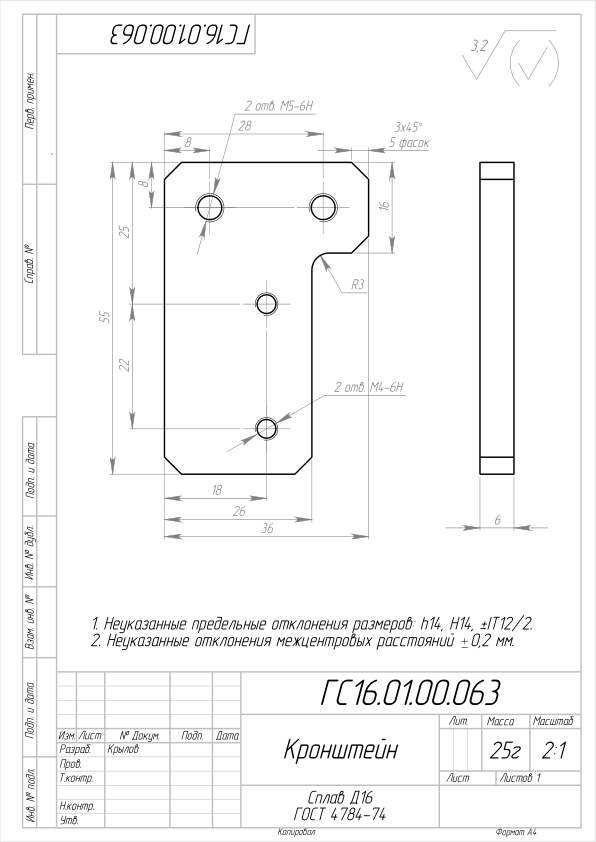 ГС16.01.00.063
3,2
Перв. примен.
Справ. №
Подп. и дата
Инв. № дубл.
Взам. инв. №
Подп. и дата
Инв. № подл.
2 отв. М5-6Н
28
8
3х45°
5 фасок
8
16
25
R3
55
22
2 отв. М4-6Н
18
26
36
6
1. Неуказанные предельные отклонения размеров: h14, Н14, ±IT12/2.
2. Неуказанные отклонения межцентровых расстояний ±0,2 мм.
ГС16.01.00.063
Изм. Лист № Докум. Подп. Дата
Разраб. Крылов
Пров.
Т.контр.
Н.контр.
Утв.
Кронштейн
Лит. Масса Масштаб
25г 2:1
Лист Листов 1
Сплав Д16
ГОСТ 4784-74
Копировал Формат А4